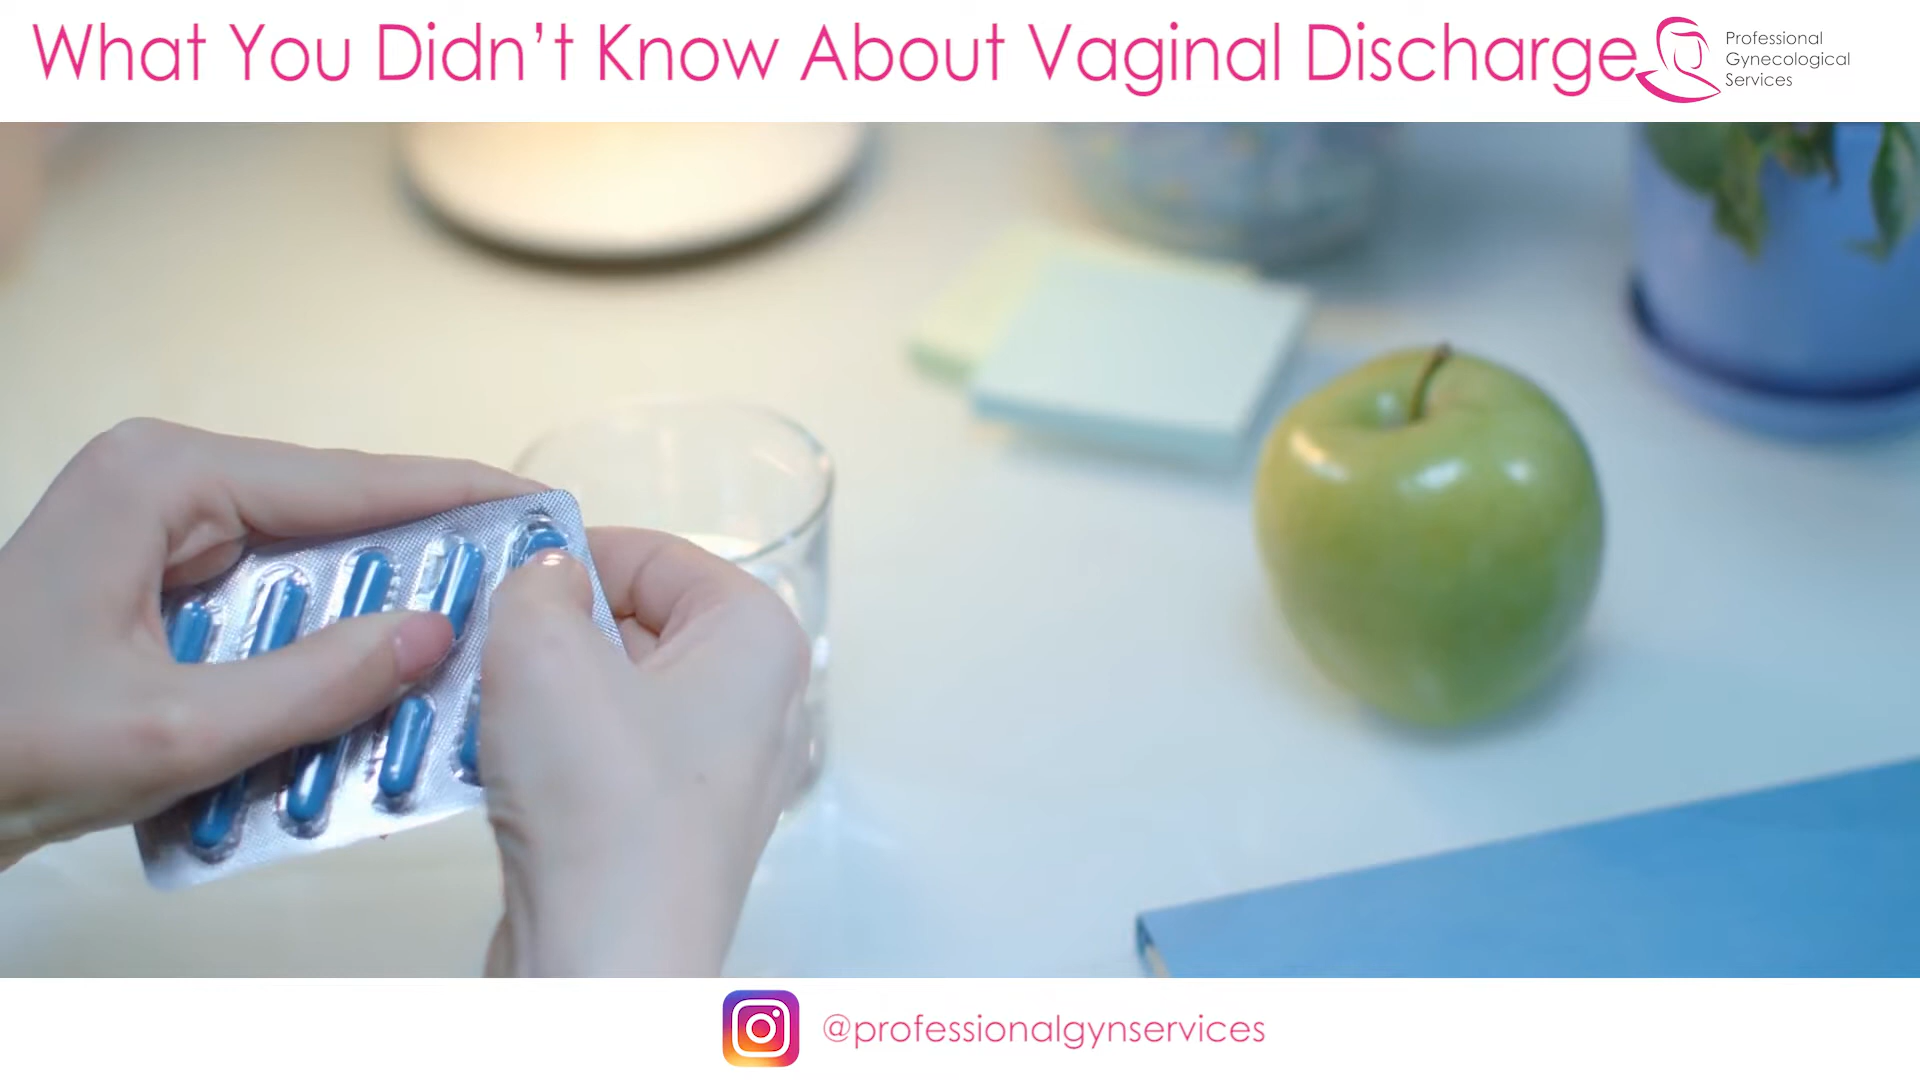 What You Didn’t Know About Vaginal Discharge
Professional
Gynecological
Services
@professionalgynservices